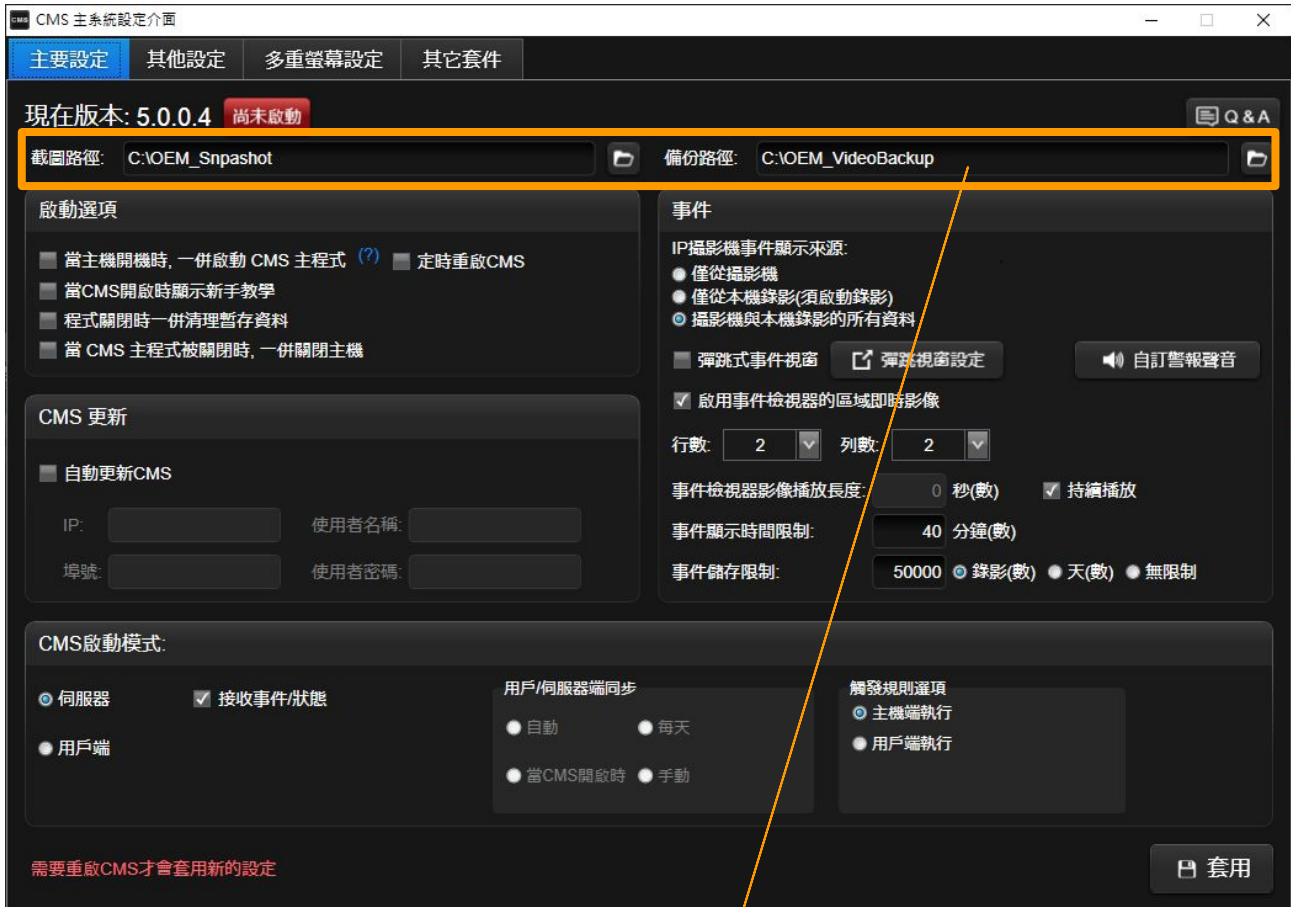 CMS CMS 主系統設定介面
主要設定 其他設定 多重螢幕設定 其它套件
現在版本: 5.0.0.4 尚未啟動 Q & A
截圖路徑: C:\OEM_Snpashot 備份路徑: C:\OEM_VideoBackup
啟動選項
當主機開機時, 一併啟動 CMS 主程式 (?) 定時重啟CMS
當CMS開啟時顯示新手教學
程式關閉時一併清理暫存資料
當 CMS 主程式被關閉時, 一併關閉主機
CMS 更新
自動更新CMS
IP: 使用者名稱:
埠號: 使用者密碼:
事件
IP攝影機事件顯示來源:
僅從攝影機
僅從本機錄影(須啟動錄影)
攝影機與本機錄影的所有資料
彈跳式事件視窗 彈跳視窗設定 自訂警報聲音
啟用事件檢視器的區域即時影像
行數: 2 列數: 2
事件檢視器影像播放長度: 0 秒(數) 持續播放
事件顯示時間限制: 40 分鐘(數)
事件儲存限制: 50000 錄影(數) 天(數) 無限制
CMS啟動模式:
伺服器 接收事件/狀態
用戶端
用戶/伺服器端同步
自動 每天
當CMS開啟時 手動
觸發規則選項
主機端執行
用戶端執行
需要重啟CMS才會套用新的設定 套用